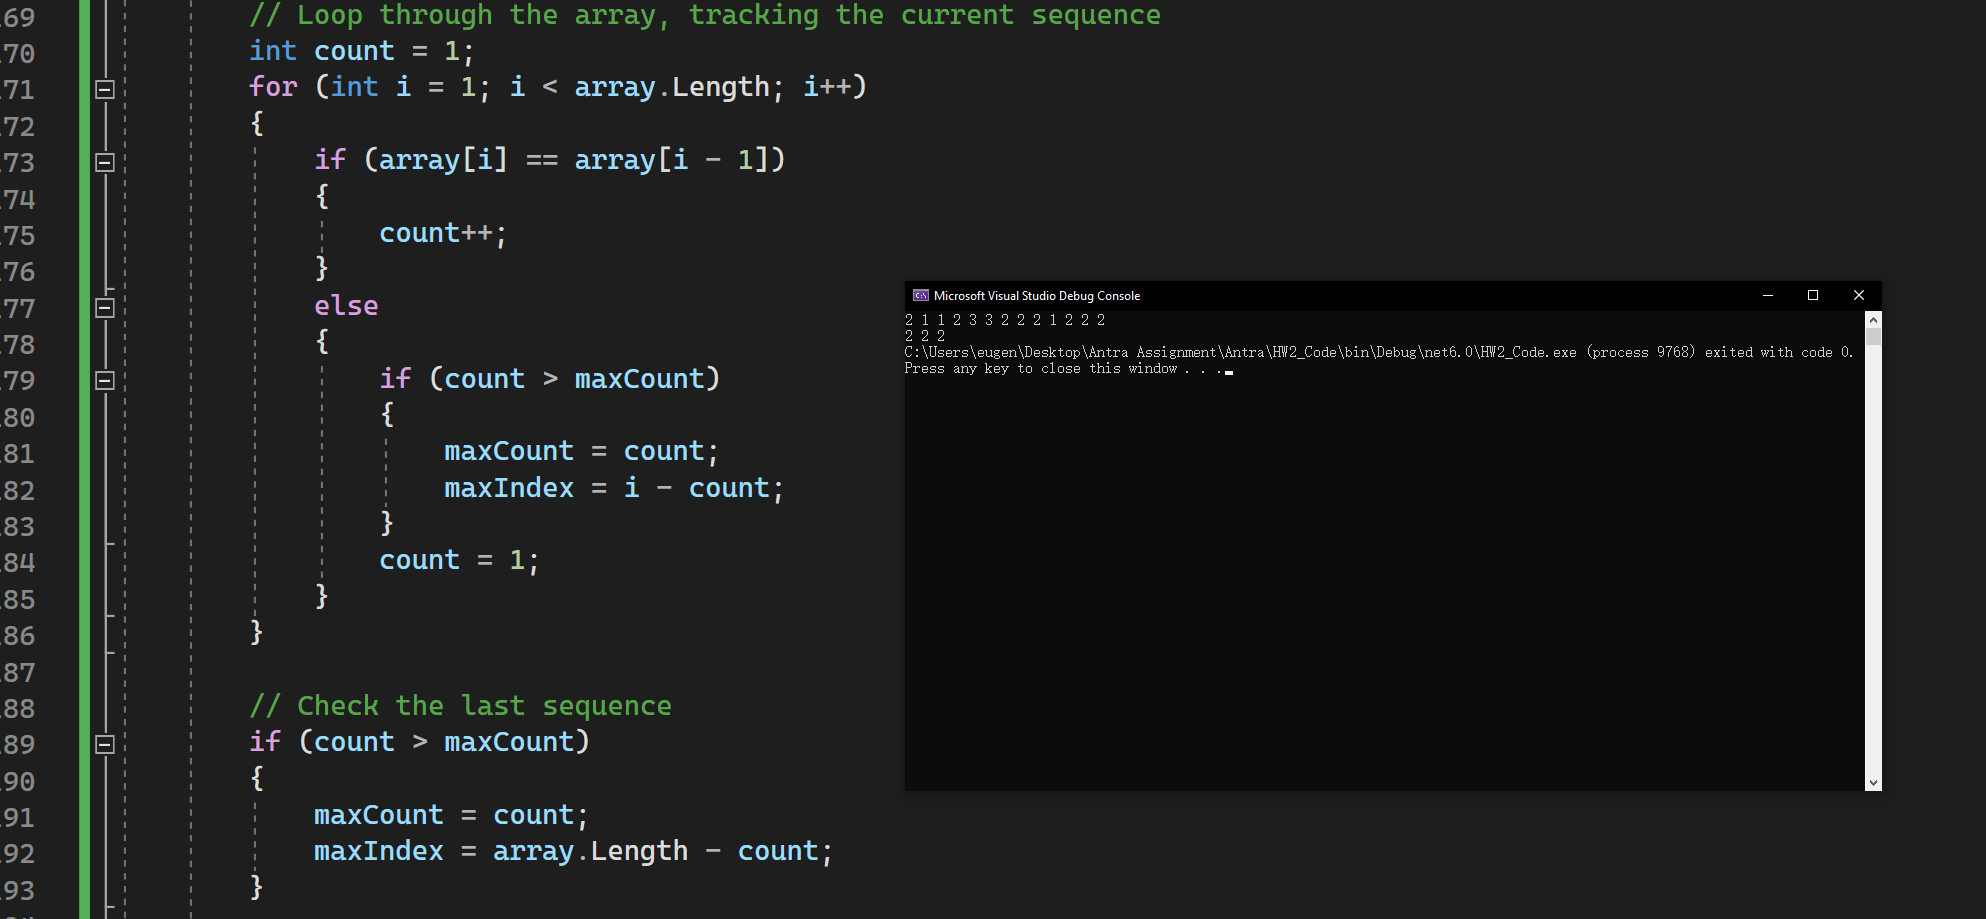 69 // Loop through the array, tracking the current sequence
70 int count = 1;
71 for (int i = 1; i < array.Length; i++)
72 {
73 if (array[i] == array[i - 1])
74 {
75 count++;
76 }
77 else
78 {
79 if (count > maxCount)
80 {
81 maxCount = count;
82 maxIndex = i - count;
83 }
84 count = 1;
85 }
86 }
87
88 // Check the last sequence
89 if (count > maxCount)
90 {
91 maxCount = count;
92 maxIndex = array.Length - count;
93 }
Microsoft Visual Studio Debug Console
2 1 1 2 3 3 2 2 2 1 2 2 2
2 2 2
C:\Users\eugen\Desktop\Antra Assignment\Antra\HW2_Code\bin\Debug\net6.0\HW2_Code.exe (process 9768) exited with code 0.
Press any key to close this window . . .